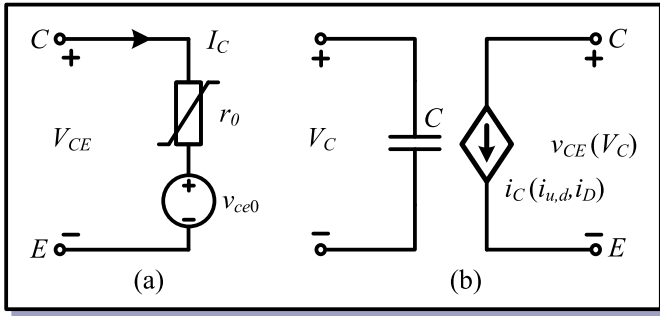 C
+
I_C
r_0
V_CE
+
v_ce0
−
−
E
(a)
+
V_C
−
C
C
+
v_CE(V_C)
i_C(i_u,d,i_D)
−
E
(b)